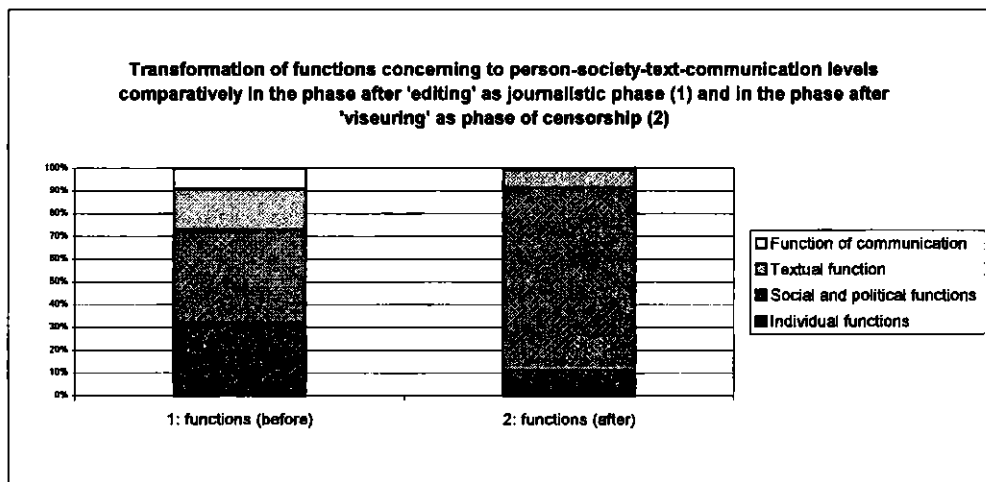 Transformation of functions concerning to person-society-text-communication levels
comparatively in the phase after 'editing' as journalistic phase (1) and in the phase after
'viseuring' as phase of censorship (2)
100%
90%
80%
70%
60%
50%
40%
30%
20%
10%
0%
1: functions (before)
2: functions (after)
Function of communication
Textual function
Social and political functions
Individual functions